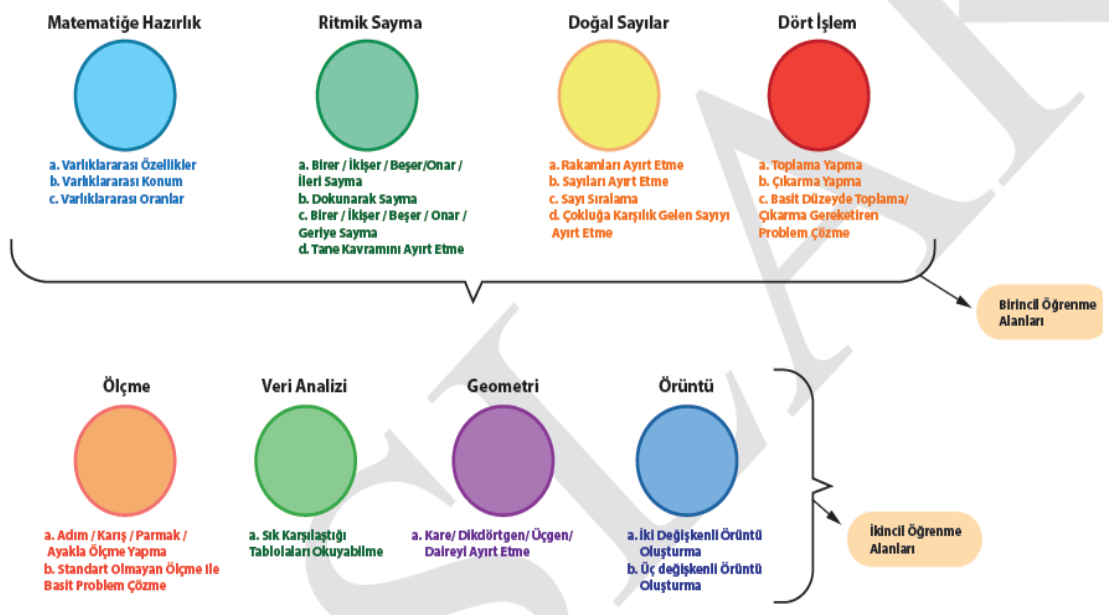 Matematiğe Hazırlık
a. Varlıklararası Özellikler
b. Varlıklararası Konum
c. Varlıklararası Oranlar
Ritmik Sayma
a. Birer / İkişer / Beşer/Onar /
İleri Sayma
b. Dokunarak Sayma
c. Birer / İkişer / Beşer / Onar /
Geriye Sayma
d. Tane Kavramını Ayırt Etme
Doğal Sayılar
a. Rakamları Ayırt Etme
b. Sayıları Ayırt Etme
c. Sayı Sıralama
d. Çokluğa Karşılık Gelen Sayıyı
Ayırt Etme
Dört İşlem
a. Toplama Yapma
b. Çıkarma Yapma
c. Basit Düzeyde Toplama/
Çıkarma Gereketiren
Problem Çözme
Birincil Öğrenme
Alanları
Ölçme
a. Adım / Karış / Parmak /
Ayakla Ölçme Yapma
b. Standart Olmayan Ölçme Ile
Basit Problem Çözme
Veri Analizi
a. Sık Karşılaştığı
Tablolaları Okuyabilme
Geometri
a. Kare/ Dikdörtgen/ Üçgen/
Daireyi Ayırt Etme
Örüntü
a. İki Değişkenli Örüntü
Oluşturma
b. Üç değişkenli Örüntü
Oluşturma
İkincil Öğrenme
Alanları